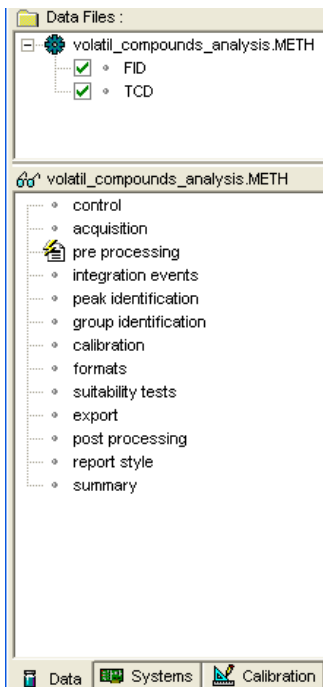 Data Files :
volatil_compounds_analysis.METH
FID
TCD
volatil_compounds_analysis.METH
control
acquisition
pre processing
integration events
peak identification
group identification
calibration
formats
suitability tests
export
post processing
report style
summary
Data Systems Calibration